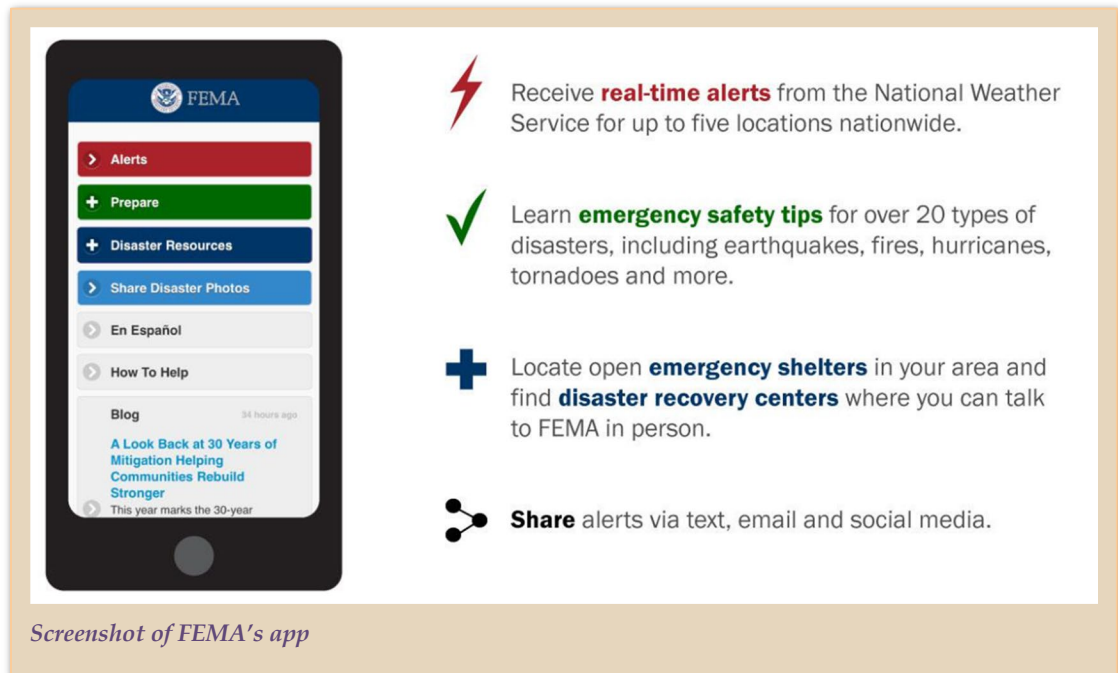 FEMA
Alerts
Prepare
Disaster Resources
Share Disaster Photos
En Español
How To Help
Blog 34 hours ago
A Look Back at 30 Years of
Mitigation Helping
Communities Rebuild
Stronger
This year marks the 30-year
Receive real-time alerts from the National Weather
Service for up to five locations nationwide.
Learn emergency safety tips for over 20 types of
disasters, including earthquakes, fires, hurricanes,
tornadoes and more.
Locate open emergency shelters in your area and
find disaster recovery centers where you can talk
to FEMA in person.
Share alerts via text, email and social media.
Screenshot of FEMA’s app